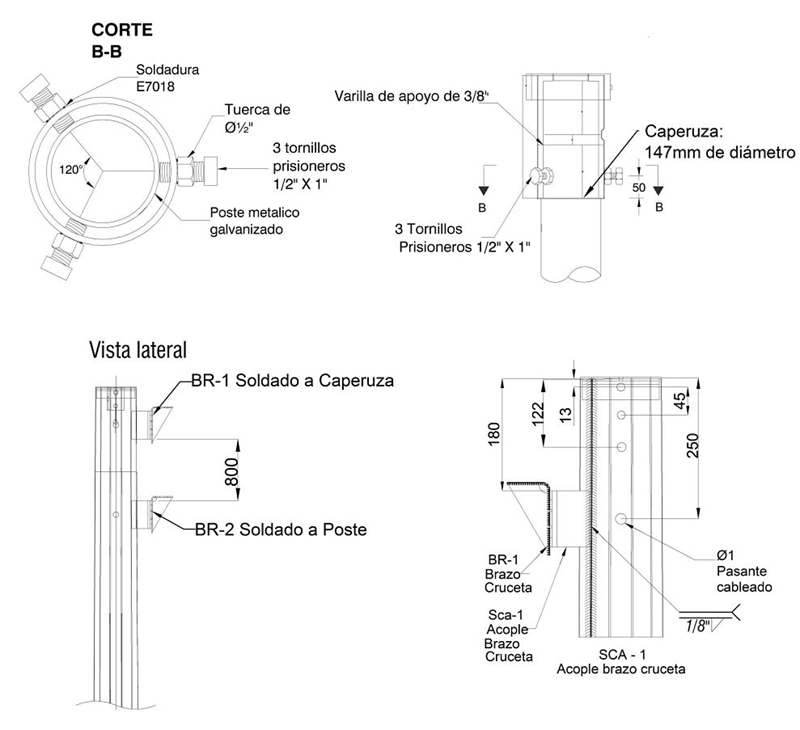 CORTE
B-B
Soldadura
E7018
Tuerca de
Ø½"
3 tornillos
prisioneros
1/2" X 1"
120°
Poste metalico
galvanizado
Varilla de apoyo de 3/8"
Caperuza:
147mm de diámetro
50
B
B
3 Tornillos
Prisioneros 1/2" X 1"
Vista lateral
BR-1 Soldado a Caperuza
800
BR-2 Soldado a Poste
180
122
13
45
250
BR-1
Brazo
Cruceta
Sca-1
Acople
Brazo
Cruceta
Ø1
Pasante
cableado
1/8"
SCA - 1
Acople brazo cruceta